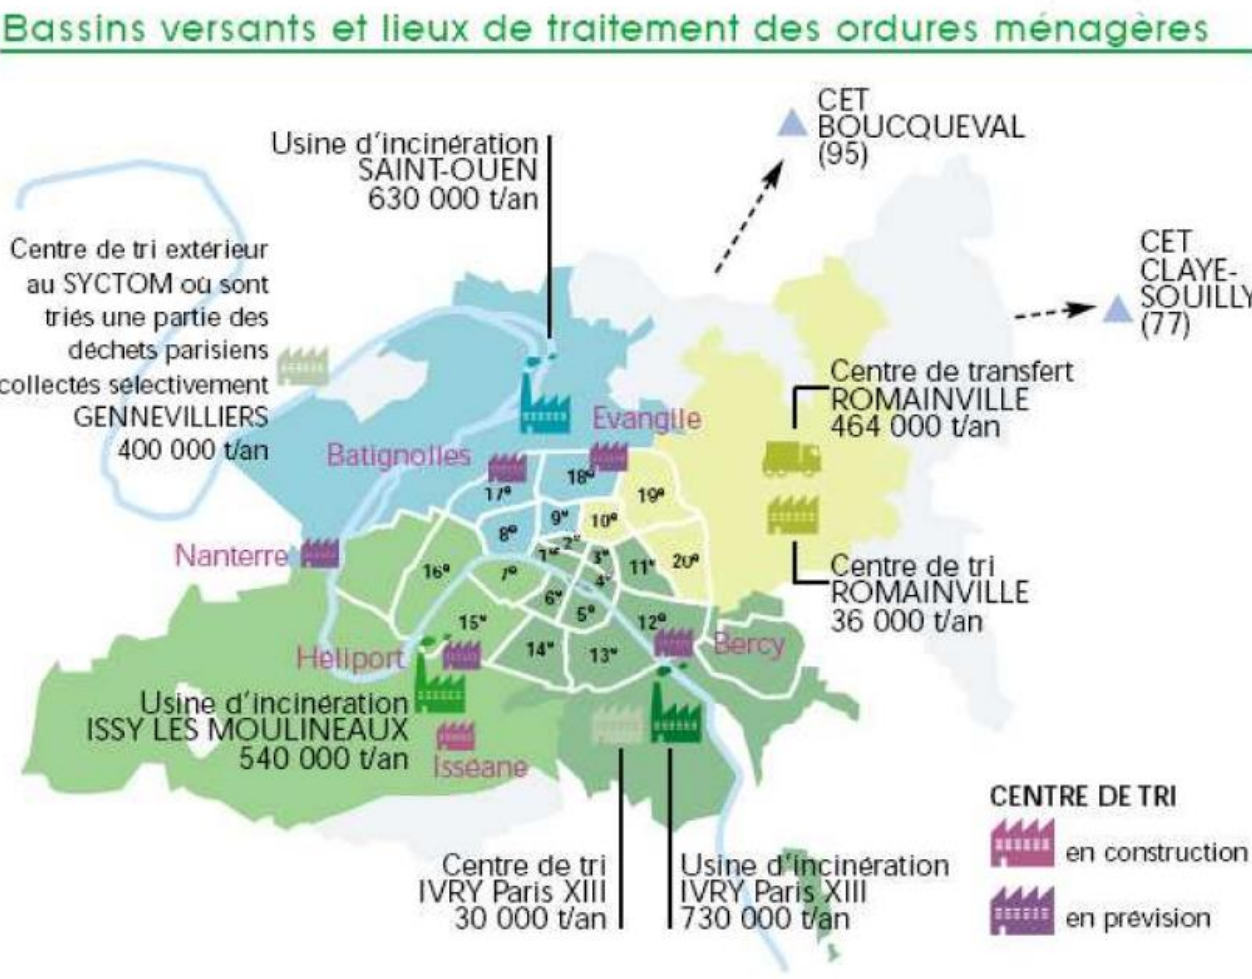 Bassins versants et lieux de traitement des ordures ménagères
CET
BOUCQUEVAL
(95)
Usine d'incinération
SAINT-OUEN
630 000 t/an
CET
CLAYE-
SOUILLY
(77)
Centre de tri extérieur
au SYCTOM où sont
triés une partie des
déchets parisiens
collectés sélectivement
GENNEVILLIERS
400 000 t/an
Centre de transfert
ROMAINVILLE
464 000 t/an
Evangile
Batignolles
18e
17e
19e
9e
10e
8e
2e
1er
3e
Nanterre
16e
7e
4e
11e
20e
Centre de tri
ROMAINVILLE
36 000 t/an
6e
5e
15e
12e
14e
13e
Bercy
Héliport
Usine d'incinération
ISSY LES MOULINEAUX
540 000 t/an
Isséane
CENTRE DE TRI
en construction
en prévision
Centre de tri
IVRY Paris XIII
30 000 t/an
Usine d'incinération
IVRY Paris XIII
730 000 t/an